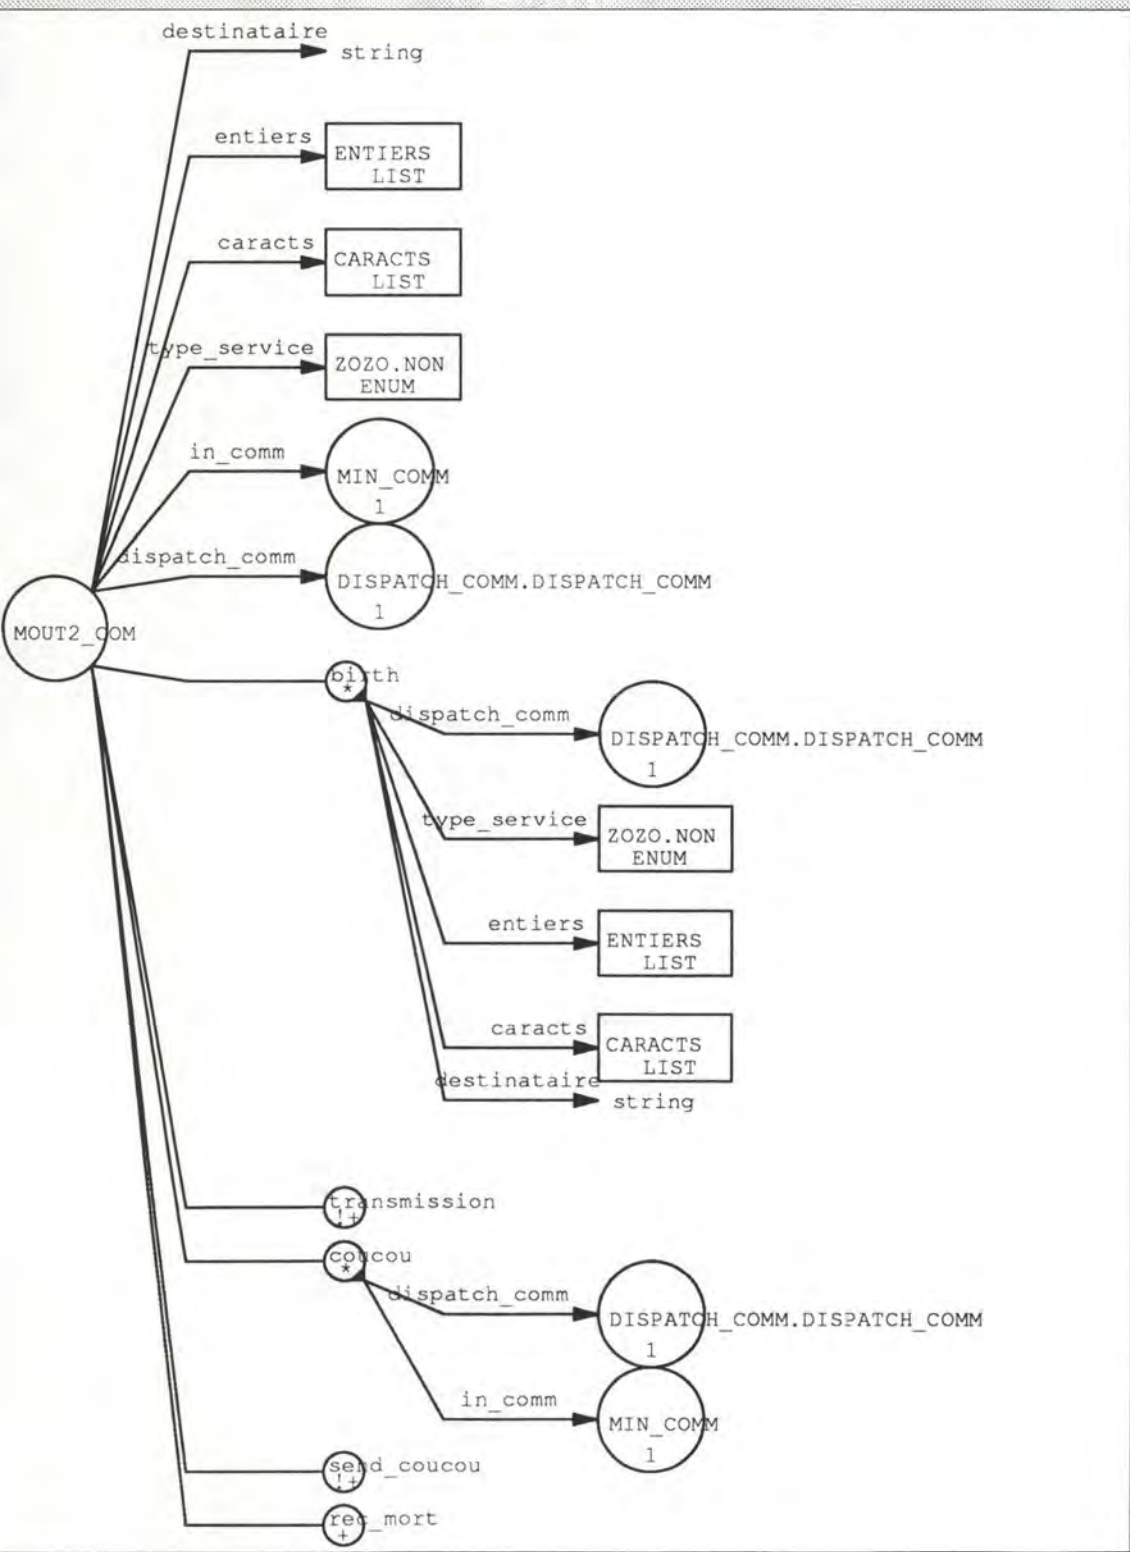 destinataire
string
entiers
ENTIERS
LIST
caracts
CARACTS
LIST
type_service
ZOZO.NON
ENUM
in_comm
MIN_COMM
1
dispatch_comm
DISPATCH_COMM.DISPATCH_COMM
1
MOUT2_COM
birth
*
dispatch_comm
DISPATCH_COMM.DISPATCH_COMM
1
type_service
ZOZO.NON
ENUM
entiers
ENTIERS
LIST
caracts
CARACTS
LIST
destinataire
string
transmission
!+
coucou
*
dispatch_comm
DISPATCH_COMM.DISPATCH_COMM
1
in_comm
MIN_COMM
1
send_coucou
!+
rec_mort
+